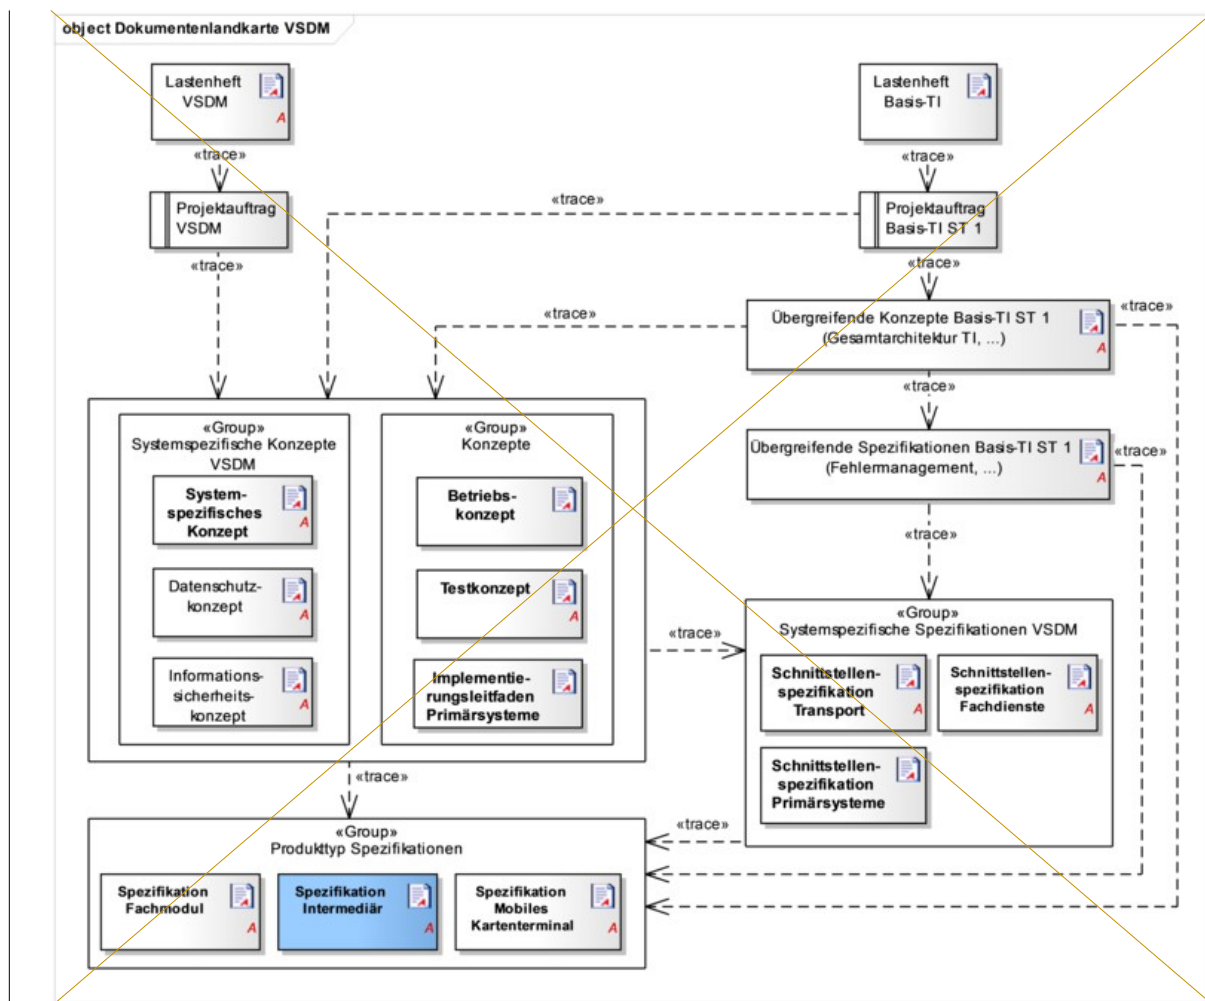 object Dokumentenlandkarte VSDM
Lastenheft
VSDM
A
Lastenheft
Basis-TI
«trace»
«trace»
Projektauftrag
VSDM
«trace»
Projektauftrag
Basis-TI ST 1
«trace»
«trace»
Übergreifende Konzepte Basis-TI ST 1
(Gesamtarchitektur TI, ...)
A
«trace»
«trace»
«trace»
Übergreifende Spezifikationen Basis-TI ST 1
(Fehlermanagement, ...)
A
«trace»
«trace»
«Group»
Systemspezifische Konzepte
VSDM
System-
spezifisches
Konzept
A
Datenschutz-
konzept
A
Informations-
sicherheits-
konzept
A
«Group»
Konzepte
Betriebs-
konzept
Testkonzept
A
Implementie-
rungsleitfaden
Primärsysteme
«trace»
«Group»
Systemspezifische Spezifikationen VSDM
Schnittstellen-
spezifikation
Transport
A
Schnittstellen-
spezifikation
Fachdienste
A
Schnittstellen-
spezifikation
Primärsysteme
«trace»
«trace»
«Group»
Produkttyp Spezifikationen
Spezifikation
Fachmodul
A
Spezifikation
Intermediär
A
Spezifikation
Mobiles
Kartenterminal
A